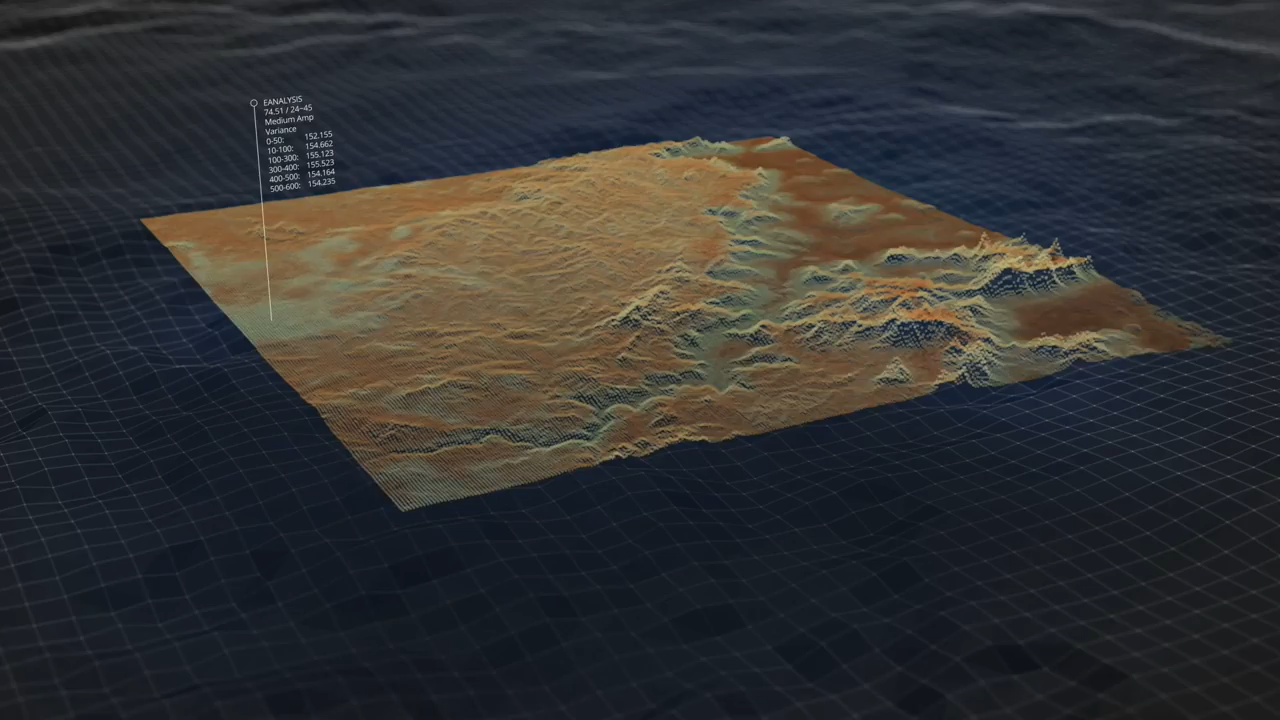 EANALYSIS
74.51 / 24-45
Medium Amp
Variance
0-50: 152.155
10-100: 154.662
100-300: 155.123
300-400: 155.523
400-500: 154.164
500-600: 154.235